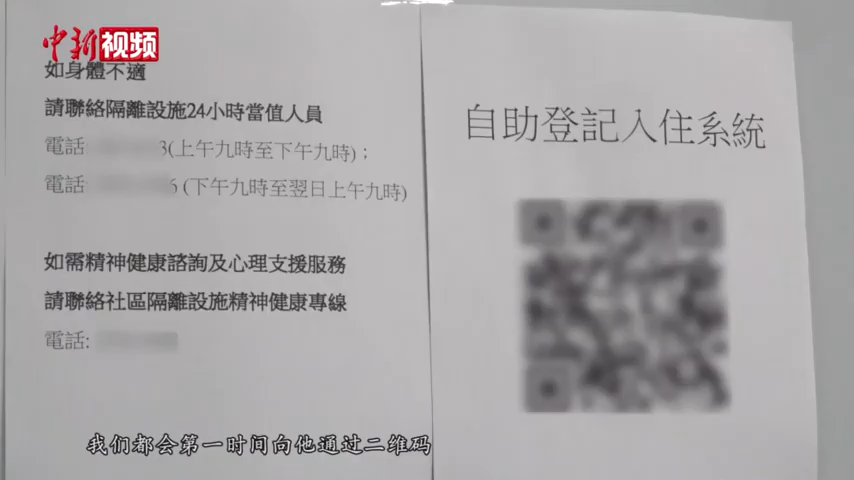 中新视频
如身體不適
請聯絡隔離設施24小時當值人員
電話 3(上午九時至下午九時)；
電話 6 (下午九時至翌日上午九時)
如需精神健康諮詢及心理支援服務
請聯絡社區隔離設施精神健康專線
電話:
自助登記入住系統
我们都会第一时间向他通过二维码